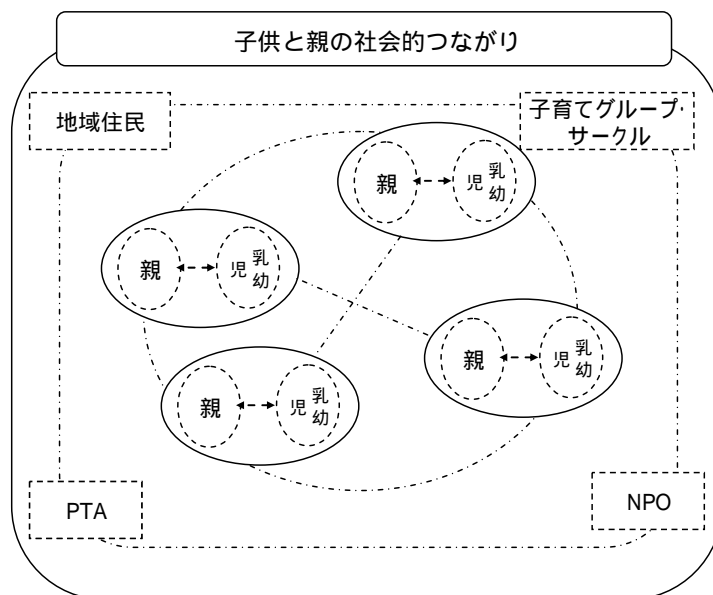 子供と親の社会的つながり
地域住民
子育てグループ・
サークル
親
乳幼
児
親
乳幼
児
親
乳幼
児
親
乳幼
児
PTA
NPO